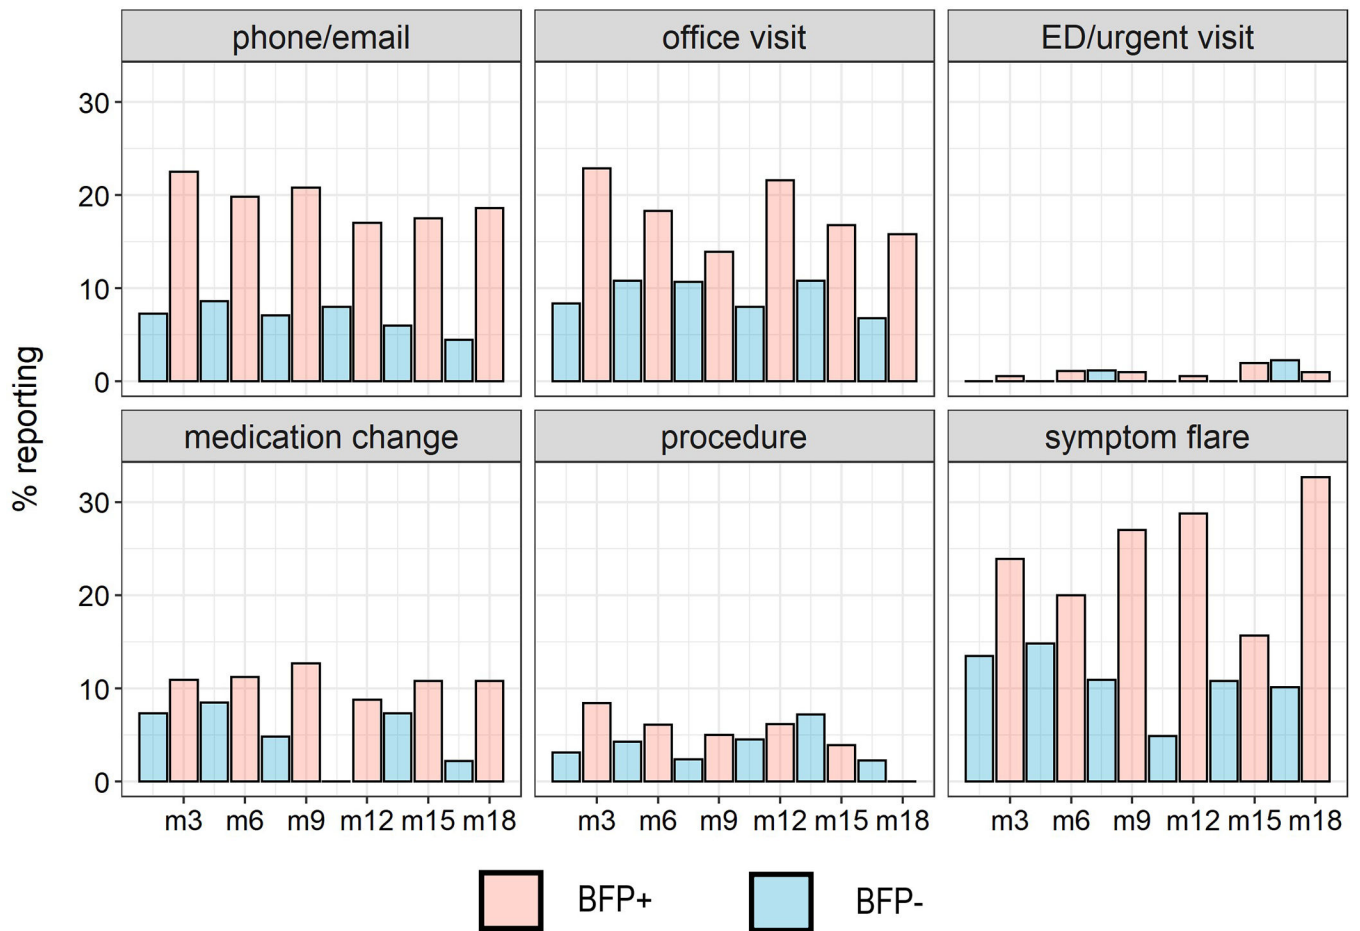 phone/email office visit ED/urgent visit
30
20
10
0
% reporting
medication change procedure symptom flare
30
20
10
0
m3 m6 m9 m12 m15 m18 m3 m6 m9 m12 m15 m18 m3 m6 m9 m12 m15 m18
BFP+ BFP-